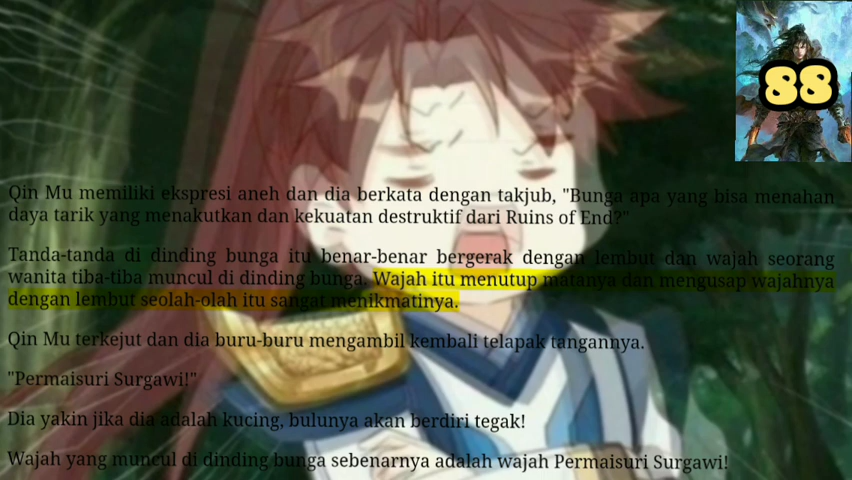 88
Qin Mu memiliki ekspresi aneh dan dia berkata dengan takjub, "Bunga apa yang bisa menahan
daya tarik yang menakutkan dan kekuatan destruktif dari Ruins of End?"
Tanda-tanda di dinding bunga itu benar-benar bergerak dengan lembut dan wajah seorang
wanita tiba-tiba muncul di dinding bunga. Wajah itu menutup matanya dan mengusap wajahnya
dengan lembut seolah-olah itu sangat menikmatinya.
Qin Mu terkejut dan dia buru-buru mengambil kembali telapak tangannya.
"Permaisuri Surgawi!"
Dia yakin jika dia adalah kucing, bulunya akan berdiri tegak!
Wajah yang muncul di dinding bunga sebenarnya adalah wajah Permaisuri Surgawi!